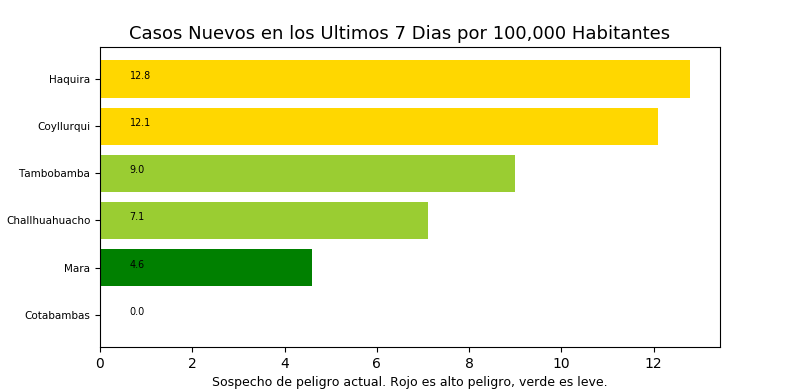 Casos Nuevos en los Ultimos 7 Dias por 100,000 Habitantes
Haquira 12.8
Coyllurqui 12.1
Tambobamba 9.0
Challhuahuacho 7.1
Mara 4.6
Cotabambas 0.0
0 2 4 6 8 10 12
Sospecho de peligro actual. Rojo es alto peligro, verde es leve.